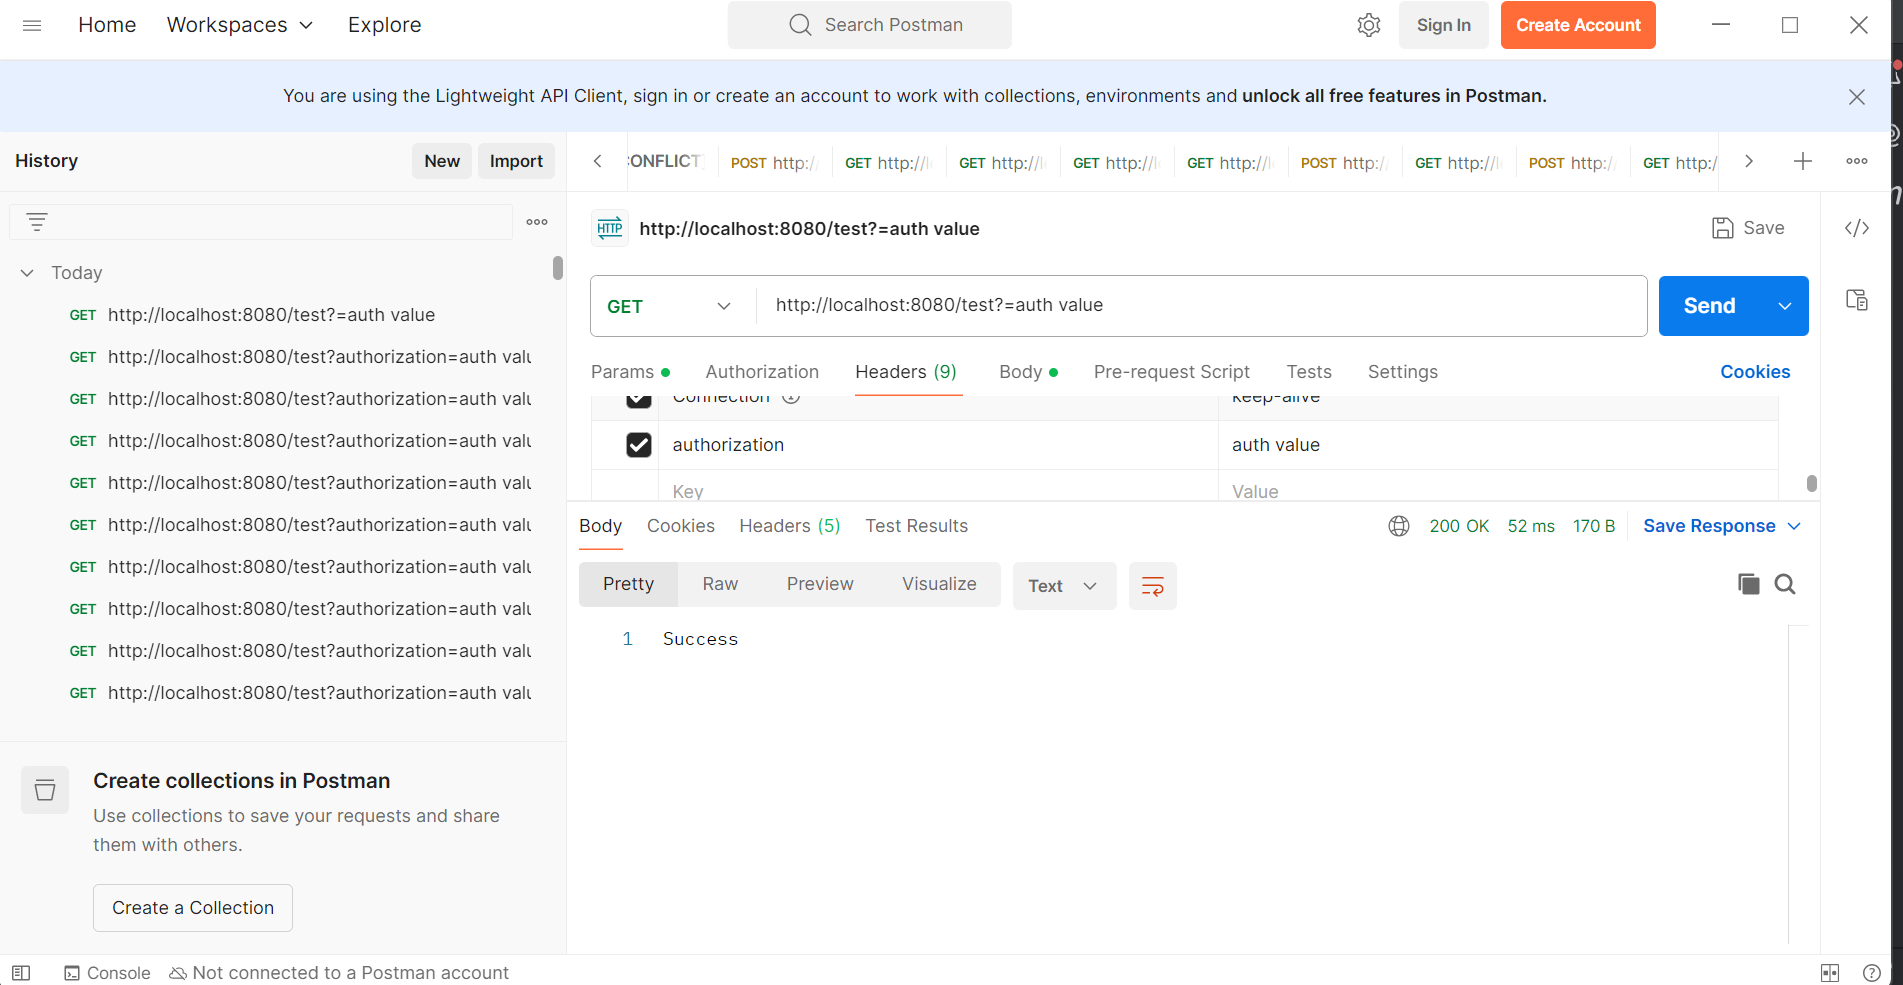 Home Workspaces Explore Search Postman Sign In Create Account
You are using the Lightweight API Client, sign in or create an account to work with collections, environments and unlock all free features in Postman.
History New Import
Today
GET http://localhost:8080/test?=auth value
GET http://localhost:8080/test?authorization=auth valu
GET http://localhost:8080/test?authorization=auth valu
GET http://localhost:8080/test?authorization=auth valu
GET http://localhost:8080/test?authorization=auth valu
GET http://localhost:8080/test?authorization=auth valu
GET http://localhost:8080/test?authorization=auth valu
GET http://localhost:8080/test?authorization=auth valu
GET http://localhost:8080/test?authorization=auth valu
GET http://localhost:8080/test?authorization=auth valu
Create collections in Postman
Use collections to save your requests and share
them with others.
Create a Collection
CONFLICT POST http:/ GET http://l GET http://l GET http://l GET http://l POST http:/ GET http://l POST http:/ GET http:/
HTTP http://localhost:8080/test?=auth value Save
GET http://localhost:8080/test?=auth value Send
Params Authorization Headers (9) Body Pre-request Script Tests Settings Cookies
Connection keep-alive
authorization auth value
Key Value
Body Cookies Headers (5) Test Results 200 OK 52 ms 170 B Save Response
Pretty Raw Preview Visualize Text
1 Success
Console Not connected to a Postman account